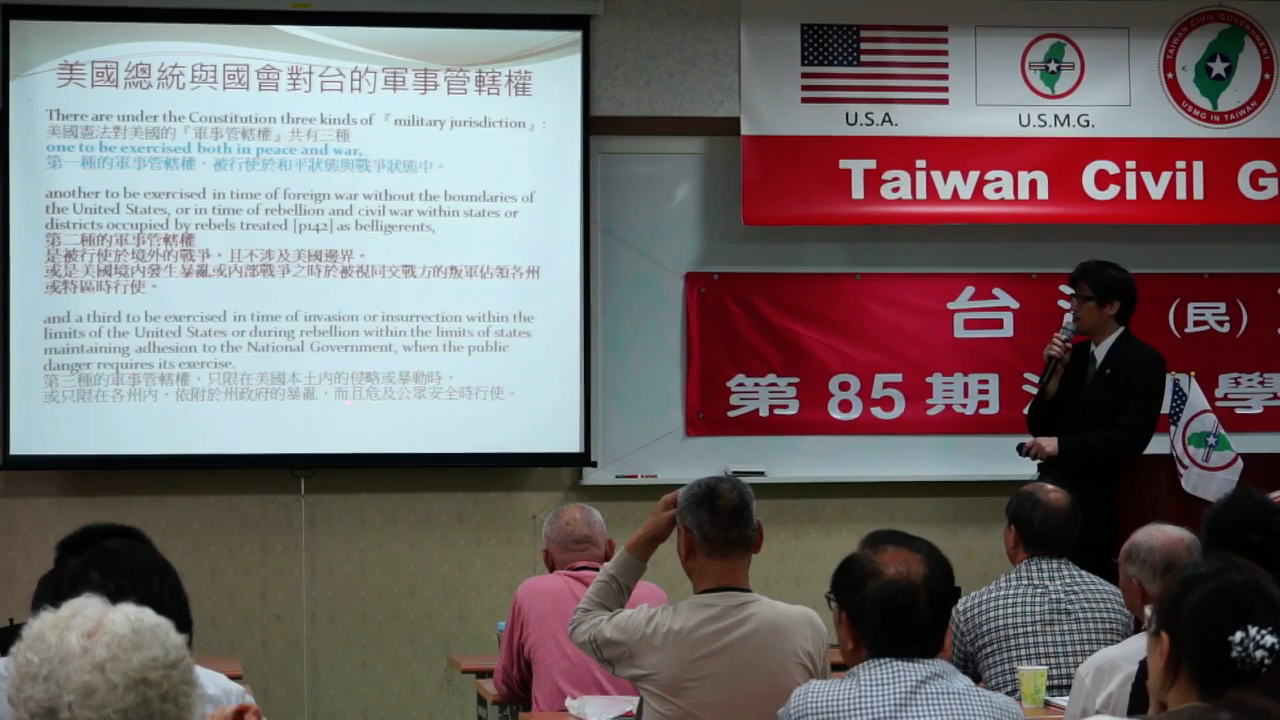 美國總統與國會對台的軍事管轄權
There are under the Constitution three kinds of『military jurisdiction』:
美國憲法對美國的『軍事管轄權』共有三種
one to be exercised both in peace and war,
第一種的軍事管轄權，被行使於和平狀態與戰爭狀態中。
another to be exercised in time of foreign war without the boundaries of
the United States, or in time of rebellion and civil war within states or
districts occupied by rebels treated [p142] as belligerents,
第二種的軍事管轄權
是被行使於境外的戰爭，且不涉及美國邊界。
或是美國境內發生暴亂或內部戰爭之時於被視同交戰方的叛軍佔領各州
或特區時行使。
and a third to be exercised in time of invasion or insurrection within the
limits of the United States or during rebellion within the limits of states
maintaining adhesion to the National Government, when the public
danger requires its exercise.
第三種的軍事管轄權，只限在美國本土內的侵略或暴動時，
或只限在各州內，依附於州政府的暴亂，而且危及公眾安全時行使。
U.S.A.
U.S.M.G.
TAIWAN CIVIL GOVERNMENT
USMG IN TAIWAN
Taiwan Civil G
台 (民)
第 85 期 學